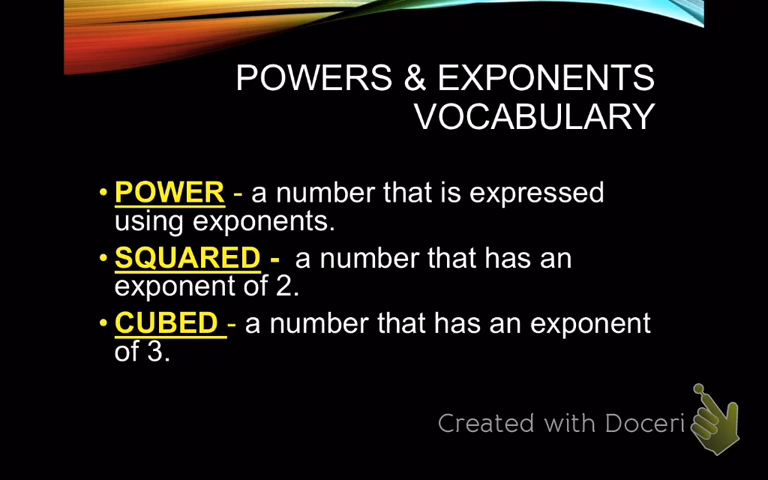 POWERS & EXPONENTS
VOCABULARY
• POWER - a number that is expressed
using exponents.
• SQUARED - a number that has an
exponent of 2.
• CUBED - a number that has an exponent
of 3.
Created with Doceri